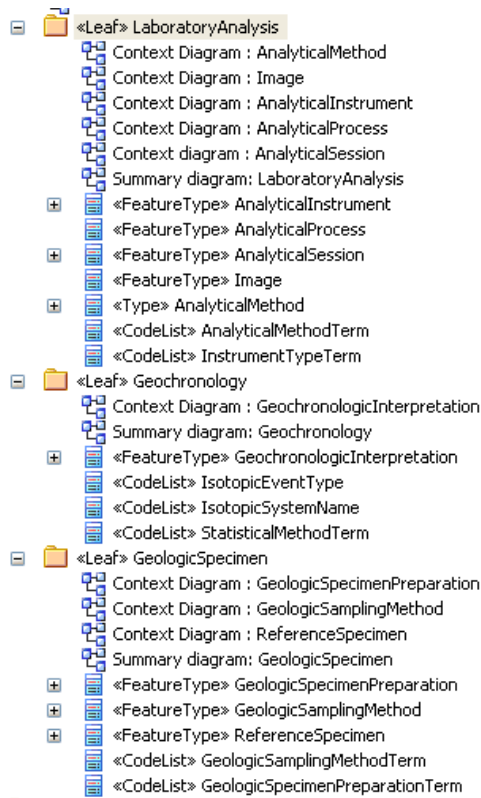 «Leaf» LaboratoryAnalysis
Context Diagram : AnalyticalMethod
Context Diagram : Image
Context Diagram : AnalyticalInstrument
Context Diagram : AnalyticalProcess
Context diagram : AnalyticalSession
Summary diagram: LaboratoryAnalysis
«FeatureType» AnalyticalInstrument
«FeatureType» AnalyticalProcess
«FeatureType» AnalyticalSession
«FeatureType» Image
«Type» AnalyticalMethod
«CodeList» AnalyticalMethodTerm
«CodeList» InstrumentTypeTerm
«Leaf» Geochronology
Context Diagram : GeochronologicInterpretation
Summary diagram: Geochronology
«FeatureType» GeochronologicInterpretation
«CodeList» IsotopicEventType
«CodeList» IsotopicSystemName
«CodeList» StatisticalMethodTerm
«Leaf» GeologicSpecimen
Context Diagram : GeologicSpecimenPreparation
Context Diagram : GeologicSamplingMethod
Context Diagram : ReferenceSpecimen
Summary diagram: GeologicSpecimen
«FeatureType» GeologicSpecimenPreparation
«FeatureType» GeologicSamplingMethod
«FeatureType» ReferenceSpecimen
«CodeList» GeologicSamplingMethodTerm
«CodeList» GeologicSpecimenPreparationTerm